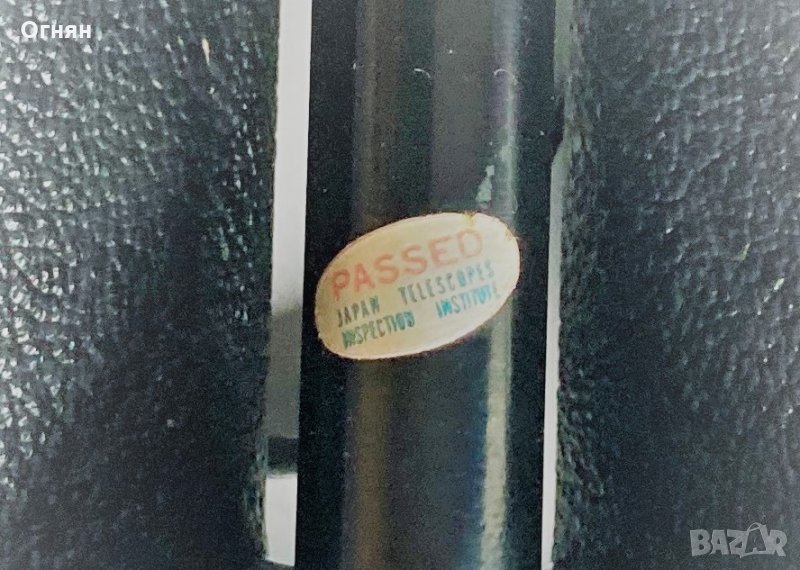 Огнян
PASSED
JAPAN TELESCOPES
INSPECTION INSTITUTE
BAZAR